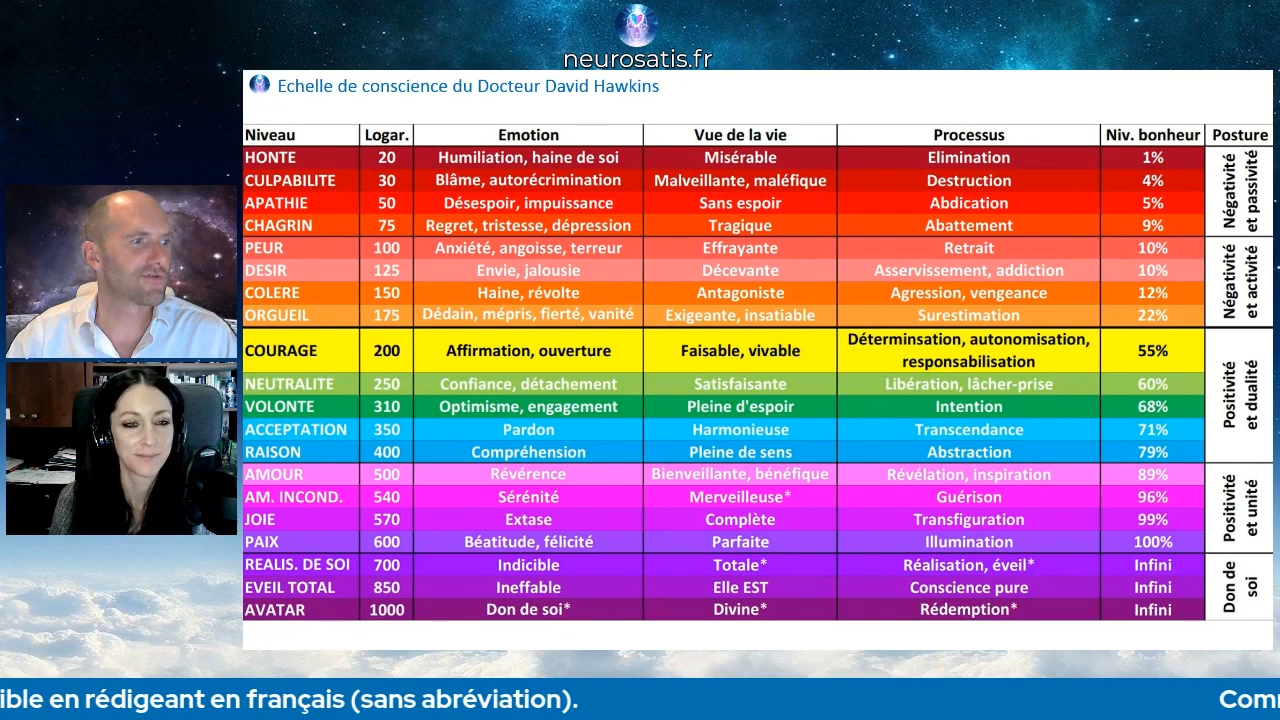 neurosatis.fr
Echelle de conscience du Docteur David Hawkins
Niveau Logar. Emotion Vue de la vie Processus Niv. bonheur Posture
HONTE 20 Humiliation, haine de soi Misérable Elimination 1%
CULPABILITE 30 Blâme, autorécrimination Malveillante, maléfique Destruction 4%
APATHIE 50 Désespoir, impuissance Sans espoir Abdication 5%
CHAGRIN 75 Regret, tristesse, dépression Tragique Abattement 9%
Négativité
et passivité
PEUR 100 Anxiété, angoisse, terreur Effrayante Retrait 10%
DESIR 125 Envie, jalousie Décevante Asservissement, addiction 10%
COLERE 150 Haine, révolte Antagoniste Agression, vengeance 12%
ORGUEIL 175 Dédain, mépris, fierté, vanité Exigeante, insatiable Surestimation 22%
Négativité
et activité
COURAGE 200 Affirmation, ouverture Faisable, vivable Détermination, autonomisation,
responsabilisation 55%
NEUTRALITE 250 Confiance, détachement Satisfaisante Libération, lâcher-prise 60%
VOLONTE 310 Optimisme, engagement Pleine d'espoir Intention 68%
ACCEPTATION 350 Pardon Harmonieuse Transcendance 71%
RAISON 400 Compréhension Pleine de sens Abstraction 79%
Positivité
et dualité
AMOUR 500 Révérence Bienveillante, bénéfique Révélation, inspiration 89%
AM. INCOND. 540 Sérénité Merveilleuse* Guérison 96%
JOIE 570 Extase Complète Transfiguration 99%
PAIX 600 Béatitude, félicité Parfaite Illumination 100%
Positivité
et unité
REALIS. DE SOI 700 Indicible Totale* Réalisation, éveil* Infini
EVEIL TOTAL 850 Ineffable Elle EST Conscience pure Infini
AVATAR 1000 Don de soi* Divine* Rédemption* Infini
Don de
soi
ible en rédigeant en français (sans abréviation). Com